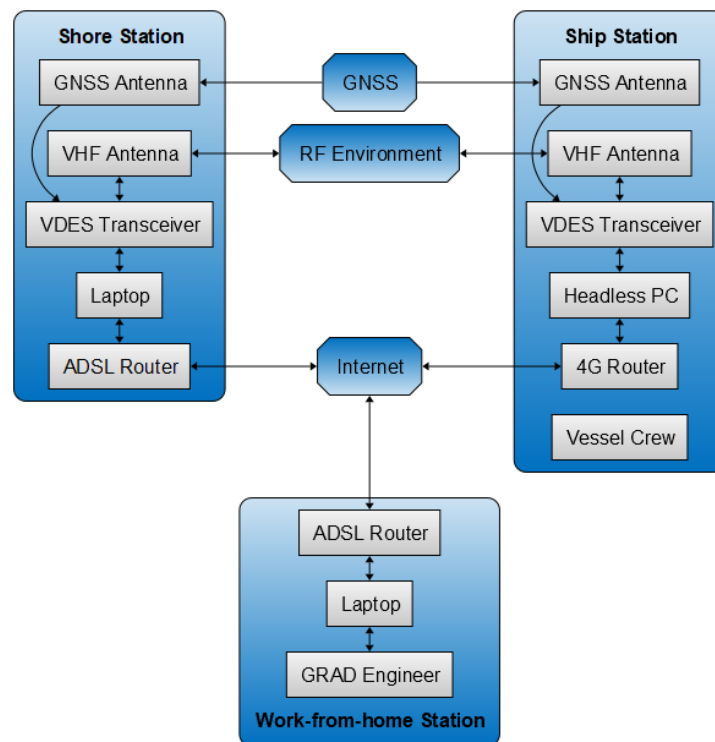 Shore Station
GNSS Antenna
VHF Antenna
VDES Transceiver
Laptop
ADSL Router
GNSS
RF Environment
Internet
Ship Station
GNSS Antenna
VHF Antenna
VDES Transceiver
Headless PC
4G Router
Vessel Crew
ADSL Router
Laptop
GRAD Engineer
Work-from-home Station